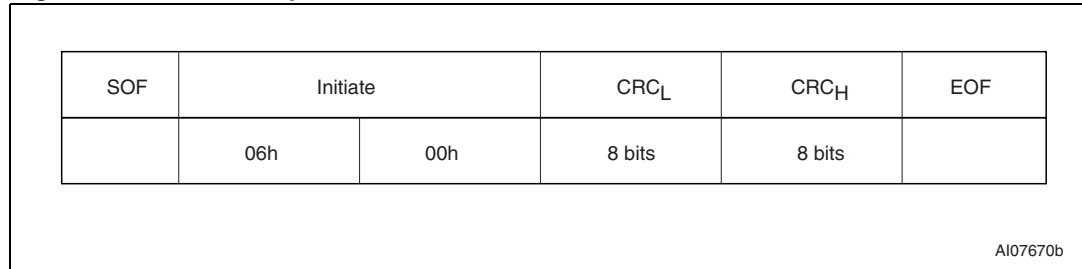 SOF Initiate CRCL CRCH EOF
06h 00h 8 bits 8 bits
AI07670b